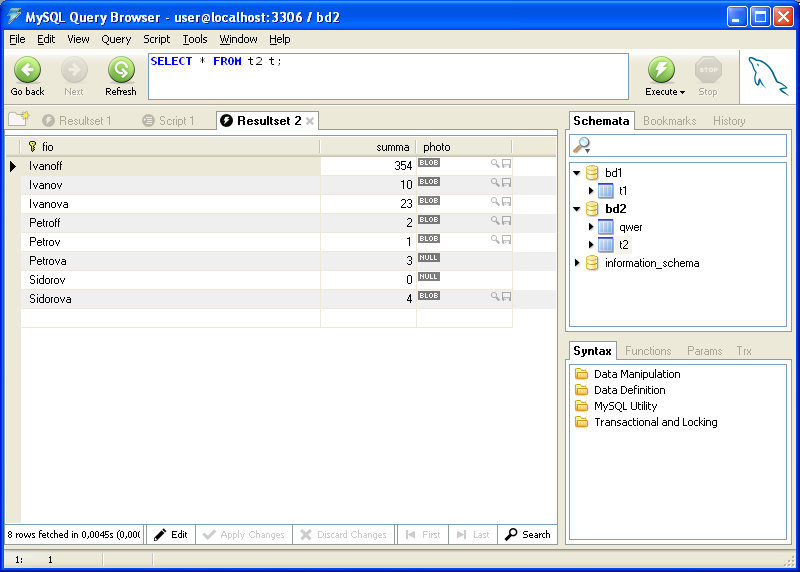 MySQL Query Browser - user@localhost:3306 / bd2
File Edit View Query Script Tools Window Help
SELECT * FROM t2 t;
Go back Next Refresh Execute STOP Stop
Resultset 1 Script 1 Resultset 2
Schemata Bookmarks History
fio summa photo
Ivanoff 354 BLOB
Ivanov 10 BLOB
Ivanova 23 BLOB
Petroff 2 BLOB
Petrov 1 BLOB
Petrova 3 NULL
Sidorov 0 NULL
Sidorova 4 BLOB
bd1
t1
bd2
qwer
t2
information_schema
Syntax Functions Params Trx
Data Manipulation
Data Definition
MySQL Utility
Transactional and Locking
8 rows fetched in 0,0045s (0,000 Edit Apply Changes Discard Changes First Last Search
1: 1